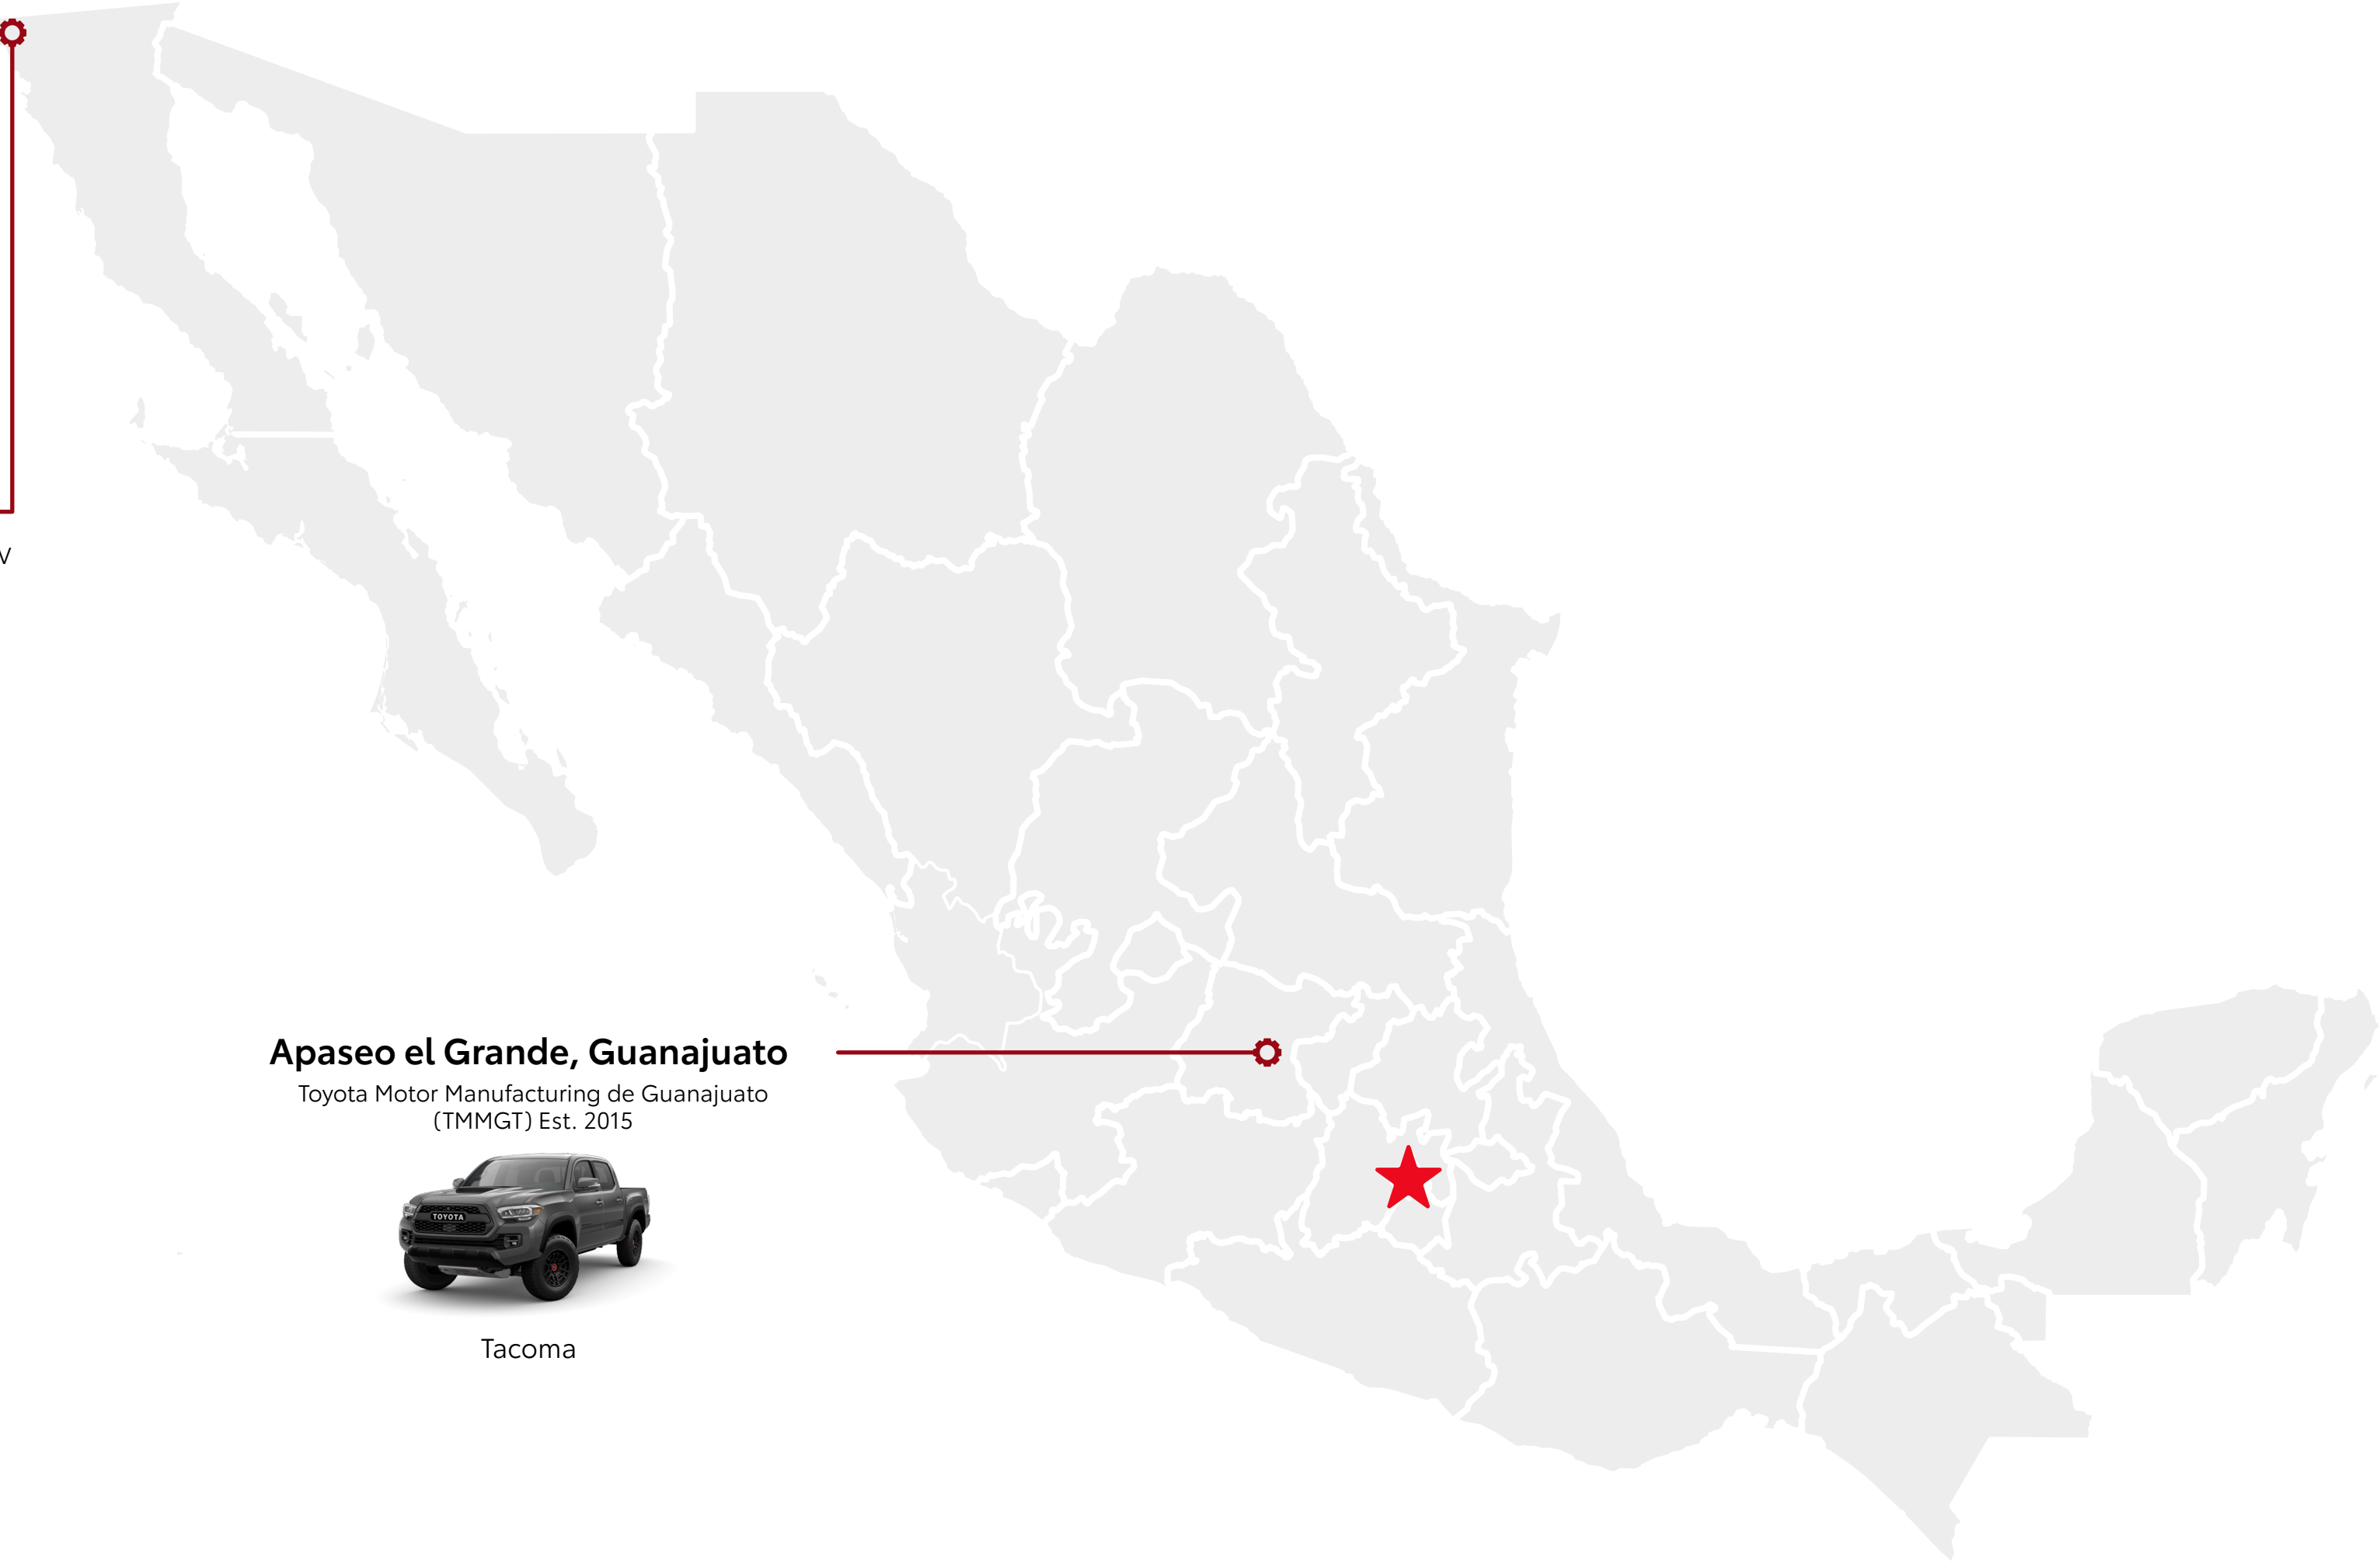 V
Apaseo el Grande, Guanajuato
Toyota Motor Manufacturing de Guanajuato
(TMMGT) Est. 2015
TOYOTA
Tacoma